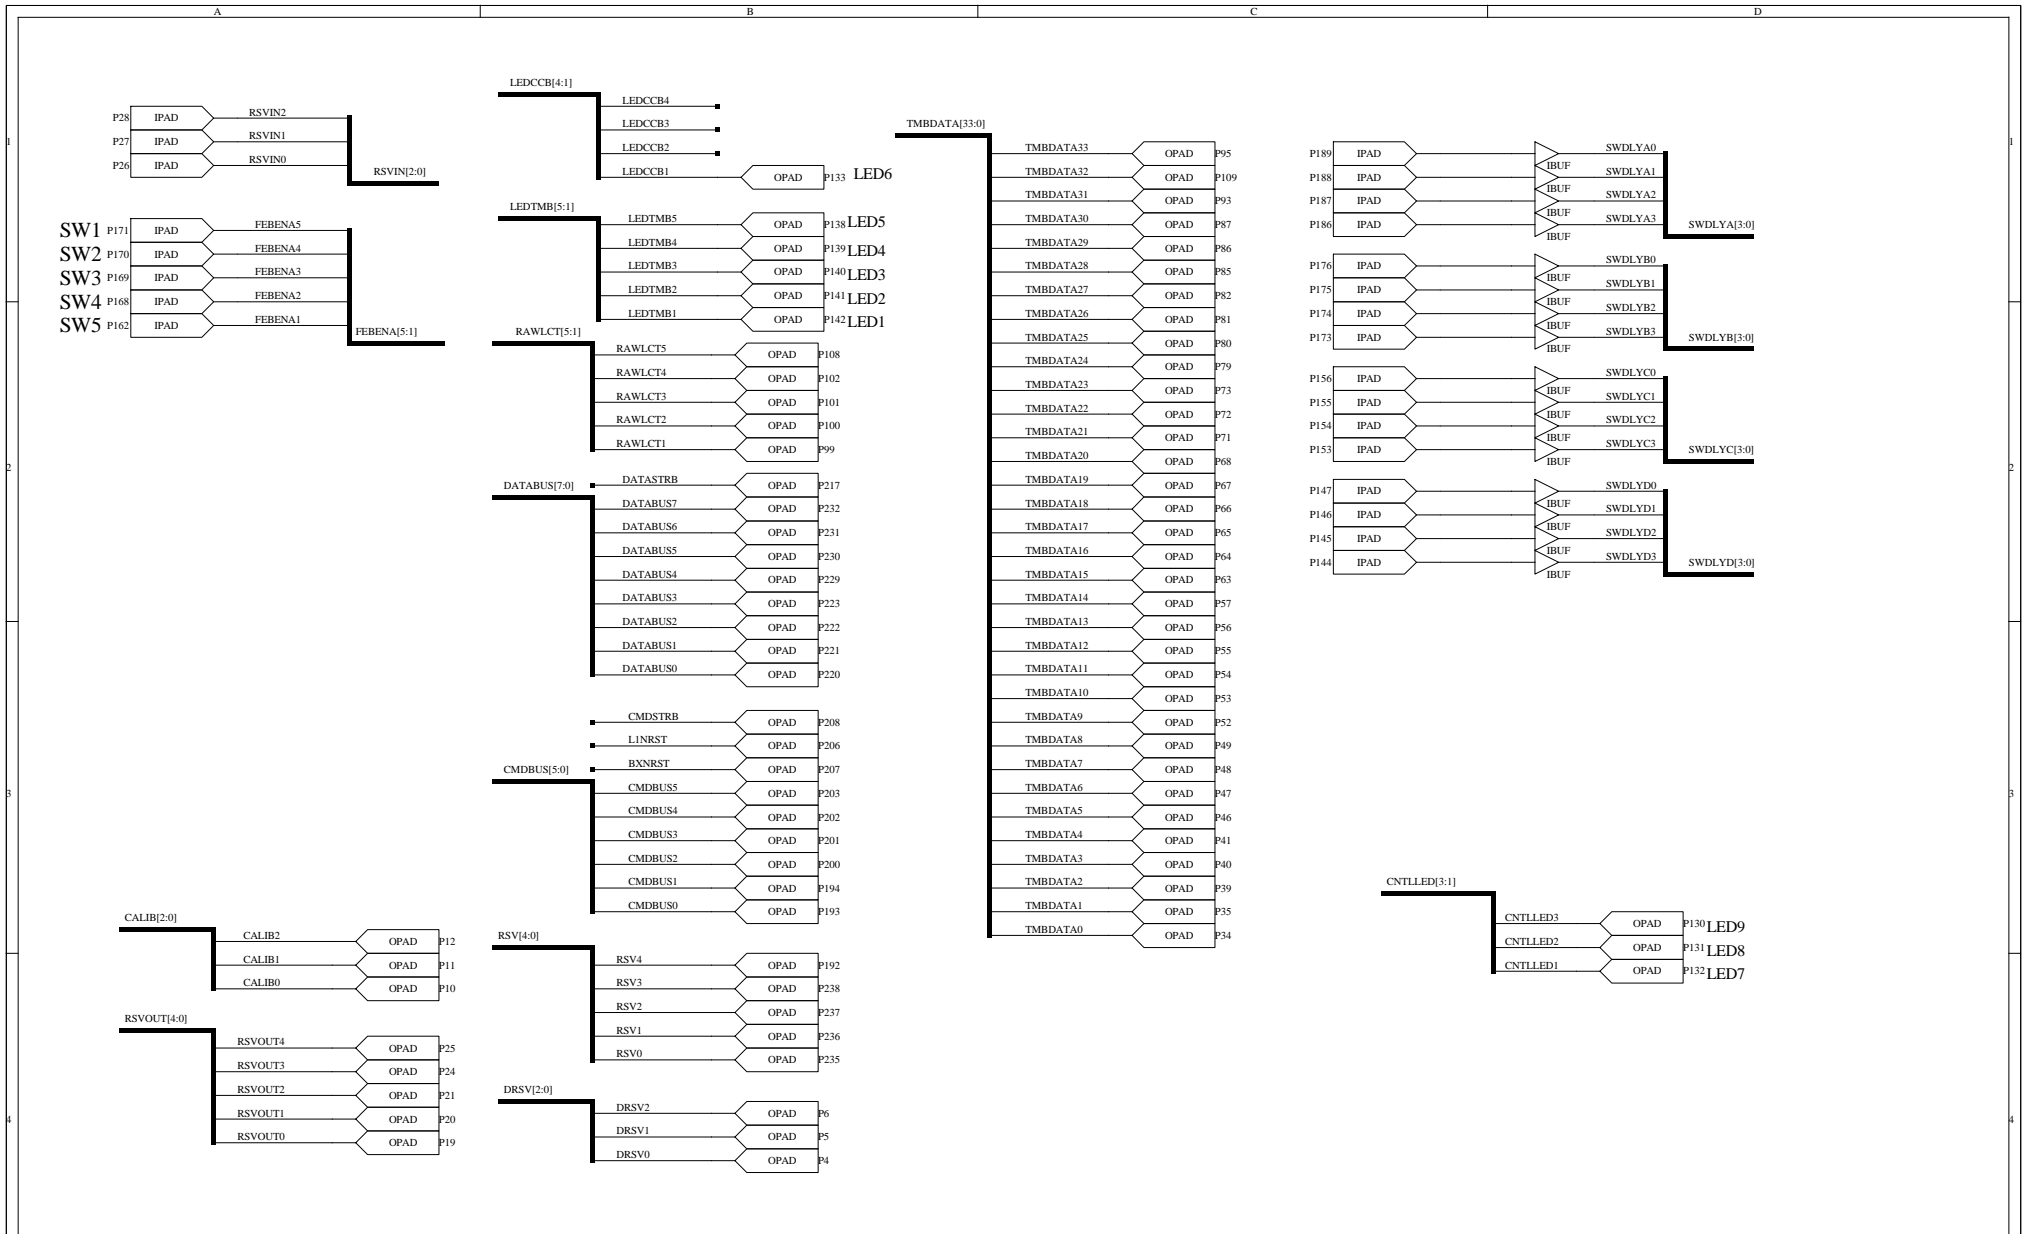 A B C D
1 1
2 2
3 3
4 4
P28 IPAD RSVIN2
P27 IPAD RSVIN1
P26 IPAD RSVIN0
RSVIN[2:0]
SW1 P171 IPAD FEBENA5
SW2 P170 IPAD FEBENA4
SW3 P169 IPAD FEBENA3
SW4 P168 IPAD FEBENA2
SW5 P162 IPAD FEBENA1
FEBENA[5:1]
CALIB[2:0]
CALIB2 OPAD P12
CALIB1 OPAD P11
CALIB0 OPAD P10
RSVOUT[4:0]
RSVOUT4 OPAD P25
RSVOUT3 OPAD P24
RSVOUT2 OPAD P21
RSVOUT1 OPAD P20
RSVOUT0 OPAD P19
LEDCCB[4:1]
LEDCCB4
LEDCCB3
LEDCCB2
LEDCCB1 OPAD P133 LED6
LEDTMB[5:1]
LEDTMB5 OPAD P138 LED5
LEDTMB4 OPAD P139 LED4
LEDTMB3 OPAD P140 LED3
LEDTMB2 OPAD P141 LED2
LEDTMB1 OPAD P142 LED1
RAWLCT[5:1]
RAWLCT5 OPAD P108
RAWLCT4 OPAD P102
RAWLCT3 OPAD P101
RAWLCT2 OPAD P100
RAWLCT1 OPAD P99
DATABUS[7:0]
DATASTRB OPAD P217
DATABUS7 OPAD P232
DATABUS6 OPAD P231
DATABUS5 OPAD P230
DATABUS4 OPAD P229
DATABUS3 OPAD P223
DATABUS2 OPAD P222
DATABUS1 OPAD P221
DATABUS0 OPAD P220
CMDSTRB OPAD P208
L1NRST OPAD P206
BXNRST OPAD P207
CMDBUS[5:0]
CMDBUS5 OPAD P203
CMDBUS4 OPAD P202
CMDBUS3 OPAD P201
CMDBUS2 OPAD P200
CMDBUS1 OPAD P194
CMDBUS0 OPAD P193
RSV[4:0]
RSV4 OPAD P192
RSV3 OPAD P238
RSV2 OPAD P237
RSV1 OPAD P236
RSV0 OPAD P235
DRSV[2:0]
DRSV2 OPAD P6
DRSV1 OPAD P5
DRSV0 OPAD P4
TMBDATA[33:0]
TMBDATA33 OPAD P95
TMBDATA32 OPAD P109
TMBDATA31 OPAD P93
TMBDATA30 OPAD P87
TMBDATA29 OPAD P86
TMBDATA28 OPAD P85
TMBDATA27 OPAD P82
TMBDATA26 OPAD P81
TMBDATA25 OPAD P80
TMBDATA24 OPAD P79
TMBDATA23 OPAD P73
TMBDATA22 OPAD P72
TMBDATA21 OPAD P71
TMBDATA20 OPAD P68
TMBDATA19 OPAD P67
TMBDATA18 OPAD P66
TMBDATA17 OPAD P65
TMBDATA16 OPAD P64
TMBDATA15 OPAD P63
TMBDATA14 OPAD P57
TMBDATA13 OPAD P56
TMBDATA12 OPAD P55
TMBDATA11 OPAD P54
TMBDATA10 OPAD P53
TMBDATA9 OPAD P52
TMBDATA8 OPAD P49
TMBDATA7 OPAD P48
TMBDATA6 OPAD P47
TMBDATA5 OPAD P46
TMBDATA4 OPAD P41
TMBDATA3 OPAD P40
TMBDATA2 OPAD P39
TMBDATA1 OPAD P35
TMBDATA0 OPAD P34
P189 IPAD IBUF SWDLYA0
P188 IPAD IBUF SWDLYA1
P187 IPAD IBUF SWDLYA2
P186 IPAD IBUF SWDLYA3
SWDLYA[3:0]
P176 IPAD IBUF SWDLYB0
P175 IPAD IBUF SWDLYB1
P174 IPAD IBUF SWDLYB2
P173 IPAD IBUF SWDLYB3
SWDLYB[3:0]
P156 IPAD IBUF SWDLYC0
P155 IPAD IBUF SWDLYC1
P154 IPAD IBUF SWDLYC2
P153 IPAD IBUF SWDLYC3
SWDLYC[3:0]
P147 IPAD IBUF SWDLYD0
P146 IPAD IBUF SWDLYD1
P145 IPAD IBUF SWDLYD2
P144 IPAD IBUF SWDLYD3
SWDLYD[3:0]
CNTLLED[3:1]
CNTLLED3 OPAD P130 LED9
CNTLLED2 OPAD P131 LED8
CNTLLED1 OPAD P132 LED7